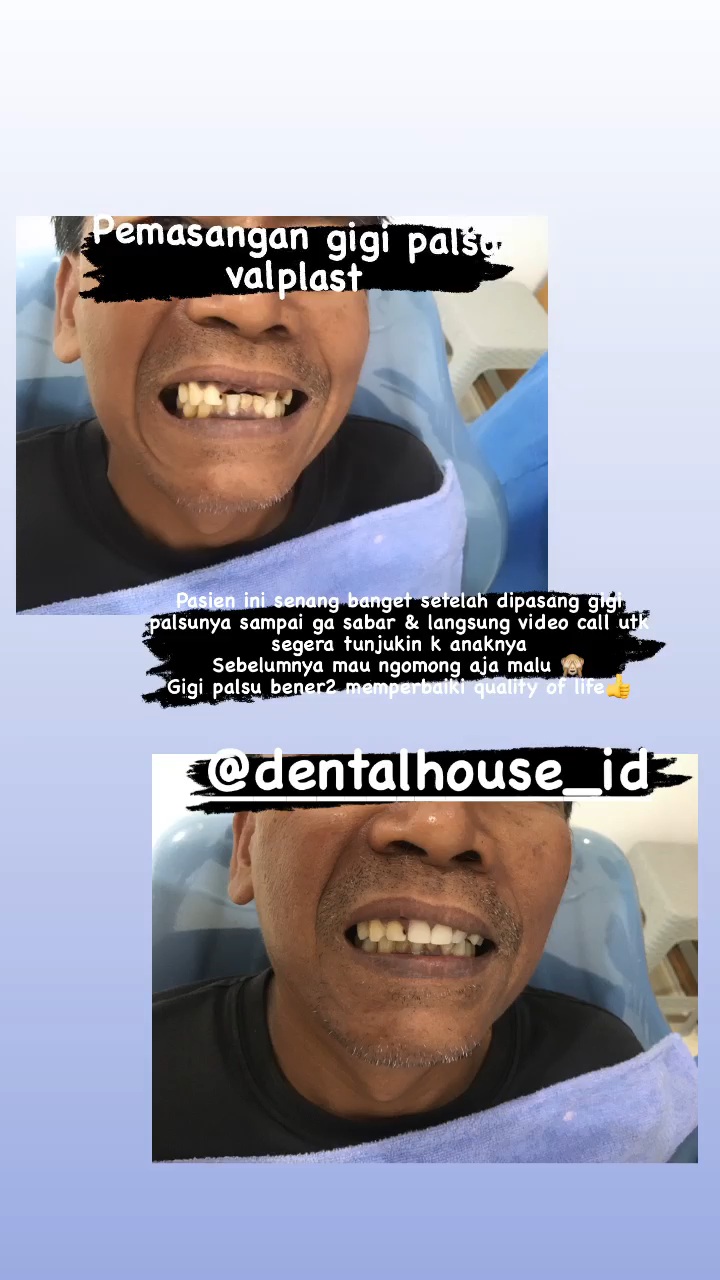 Pemasangan gigi palsu
valplast
Pasien ini senang banget setelah dipasang gigi
palsunya sampai ga sabar & langsung video call utk
segera tunjukin k anaknya
Sebelumnya mau ngomong aja malu 🙈
Gigi palsu bener2 memperbaiki quality of life👍
@dentalhouse_id